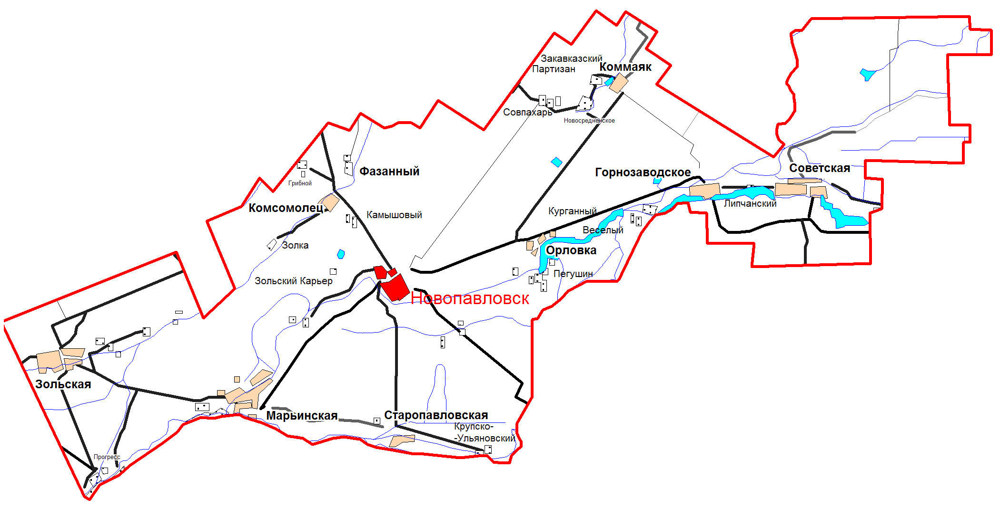 Закавказский
Партизан
Коммаяк
Совпахарь
Новосредненское
Фазанный
Грибной
Горнозаводское
Советская
Комсомолец
Камышовый
Курганный
Липчанский
Веселый
Золка
Орловка
Зольский Карьер
Пегушин
Новопавловск
Зольская
Марьинская
Старопавловская
Крупско-
-Ульяновский
Прогресс